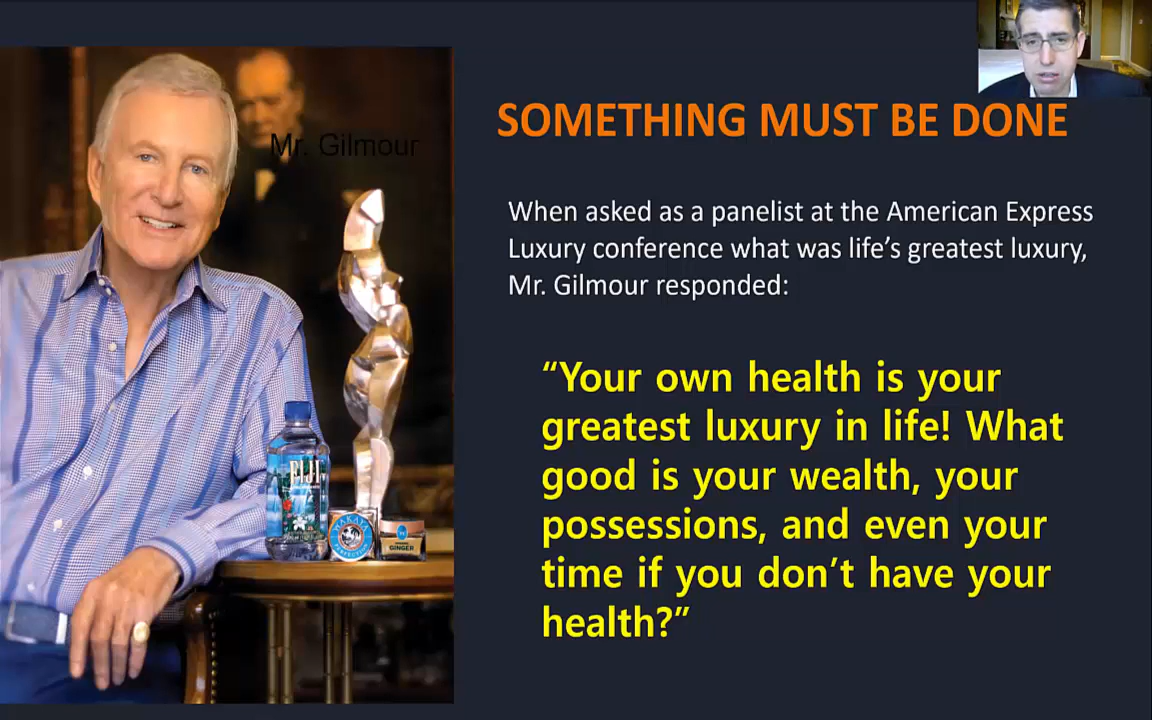 SOMETHING MUST BE DONE
Mr. Gilmour
When asked as a panelist at the American Express
Luxury conference what was life’s greatest luxury,
Mr. Gilmour responded:
“Your own health is your
greatest luxury in life! What
good is your wealth, your
possessions, and even your
time if you don’t have your
health?”
FIJI
WAKAYA
PERFECTION
GINGER